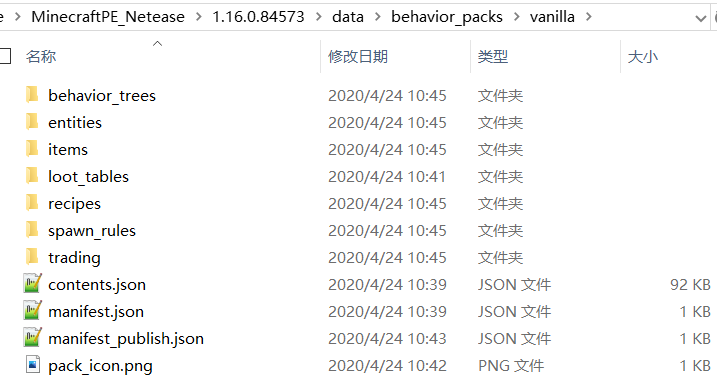 MinecraftPE_Netease > 1.16.0.84573 > data > behavior_packs > vanilla
名称 修改日期 类型 大小
behavior_trees 2020/4/24 10:45 文件夹
entities 2020/4/24 10:45 文件夹
items 2020/4/24 10:45 文件夹
loot_tables 2020/4/24 10:41 文件夹
recipes 2020/4/24 10:45 文件夹
spawn_rules 2020/4/24 10:45 文件夹
trading 2020/4/24 10:45 文件夹
contents.json 2020/4/24 10:39 JSON 文件 92 KB
manifest.json 2020/4/24 10:39 JSON 文件 1 KB
manifest_publish.json 2020/4/24 10:43 JSON 文件 1 KB
pack_icon.png 2020/4/24 10:42 PNG 文件 1 KB